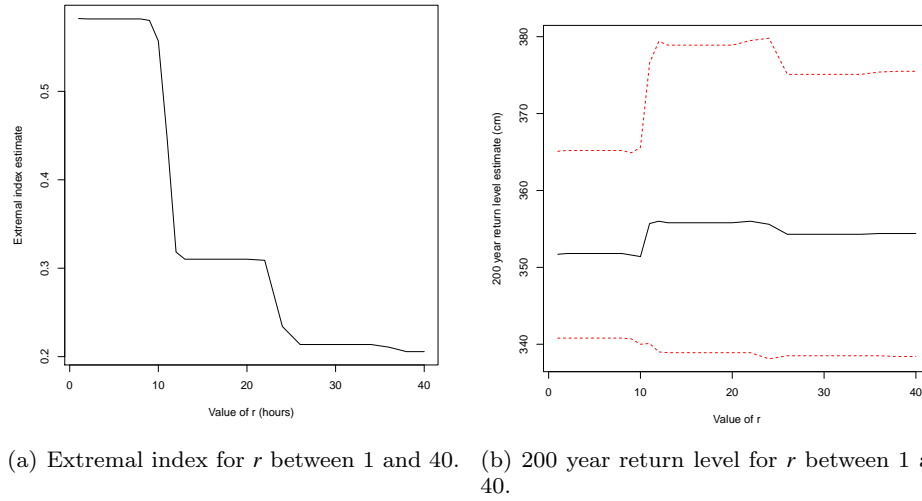 Extremal index estimate
0.5
0.4
0.3
0.2
0 10 20 30 40
Value of r (hours)
200 year return level estimate (cm)
380
370
360
350
340
0 10 20 30 40
Value of r
(a) Extremal index for r between 1 and 40.
(b) 200 year return level for r between 1
40.